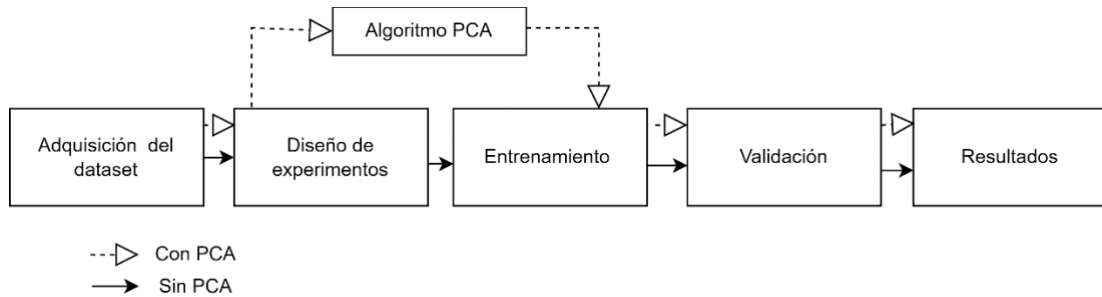 Algoritmo PCA
Adquisición del
dataset
Diseño de
experimentos
Entrenamiento
Validación
Resultados
Con PCA
Sin PCA